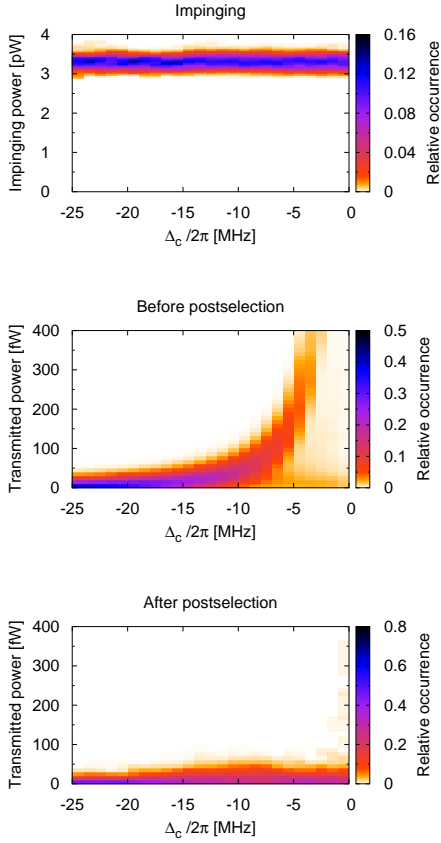 Impinging
Impinging power [pW]
4
3
2
1
0
-25 -20 -15 -10 -5 0
Δc /2π [MHz]
0.16
0.12
0.08
0.04
0
Relative occurrence
Before postselection
Transmitted power [fW]
400
300
200
100
0
-25 -20 -15 -10 -5 0
Δc /2π [MHz]
0.5
0.4
0.3
0.2
0.1
0
Relative occurrence
After postselection
Transmitted power [fW]
400
300
200
100
0
-25 -20 -15 -10 -5 0
Δc /2π [MHz]
0.8
0.6
0.4
0.2
0
Relative occurrence